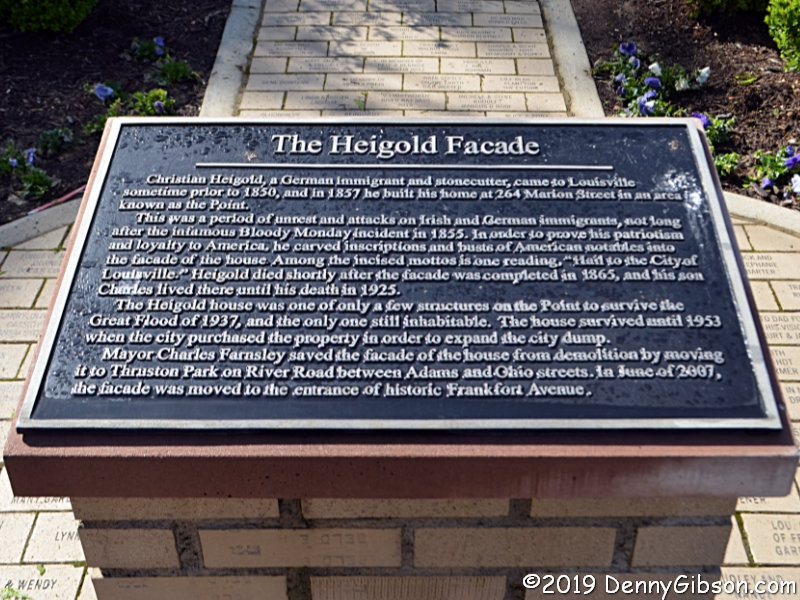 The Heigold Facade
Christian Heigold, a German immigrant and stonecutter, came to Louisville
sometime prior to 1850, and in 1857 he built his home at 264 Marion Street in an area
known as the Point.
This was a period of unrest and attacks on Irish and German immigrants, not long
after the infamous Bloody Monday incident in 1855. In order to prove his patriotism
and loyalty to America, he carved inscriptions and busts of American notables into
the facade of the house. Among the incised mottos is one reading, "Hail to the City of
Louisville." Heigold died shortly after the facade was completed in 1865, and his son
Charles lived there until his death in 1925.
The Heigold house was one of only a few structures on the Point to survive the
Great Flood of 1937, and the only one still inhabitable. The house survived until 1953
when the city purchased the property in order to expand the city dump.
Mayor Charles Farnsley saved the facade of the house from demolition by moving
it to Thruston Park on River Road between Adams and Ohio streets. In June of 2007,
the facade was moved to the entrance of historic Frankfort Avenue.
LYNN
& WENDY
©2019 DennyGibson.com